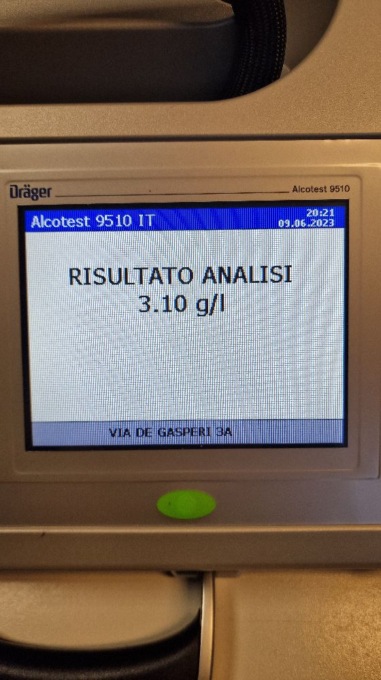 Dräger
Alcotest 9510
Alcotest 9510 IT
20:21
09.06.2023
RISULTATO ANALISI
3.10 g/l
VIA DE GASPERI 3A